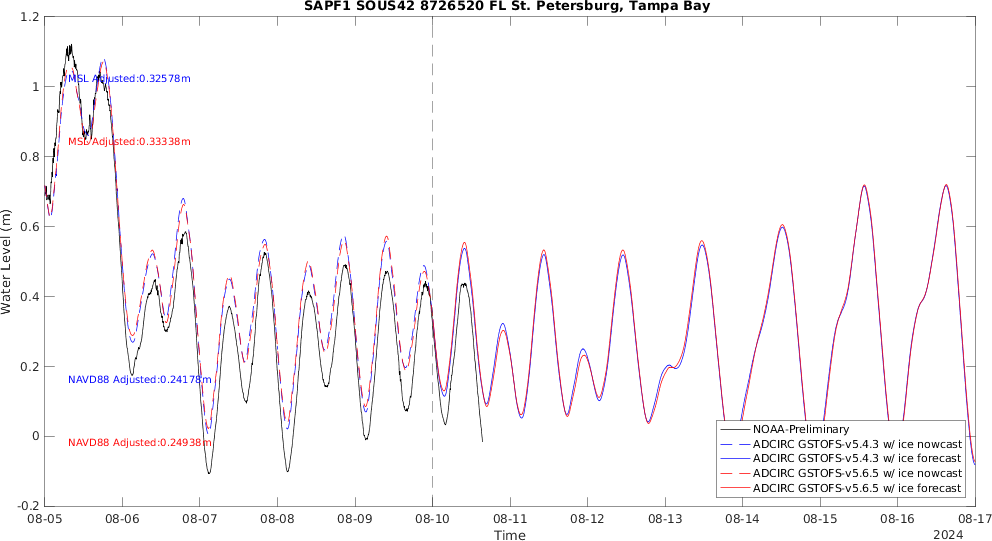 SAPF1 SOUS42 8726520 FL St. Petersburg, Tampa Bay
1.2
1
0.8
0.6
0.4
0.2
0
-0.2
Water Level (m)
MSL Adjusted:0.32578m
MSL Adjusted:0.33338m
NAVD88 Adjusted:0.24178m
NAVD88 Adjusted:0.24938m
NOAA-Preliminary
ADCIRC GSTOFS-v5.4.3 w/ ice nowcast
ADCIRC GSTOFS-v5.4.3 w/ ice forecast
ADCIRC GSTOFS-v5.6.5 w/ ice nowcast
ADCIRC GSTOFS-v5.6.5 w/ ice forecast
08-05 08-06 08-07 08-08 08-09 08-10 08-11 08-12 08-13 08-14 08-15 08-16 08-17
Time
2024